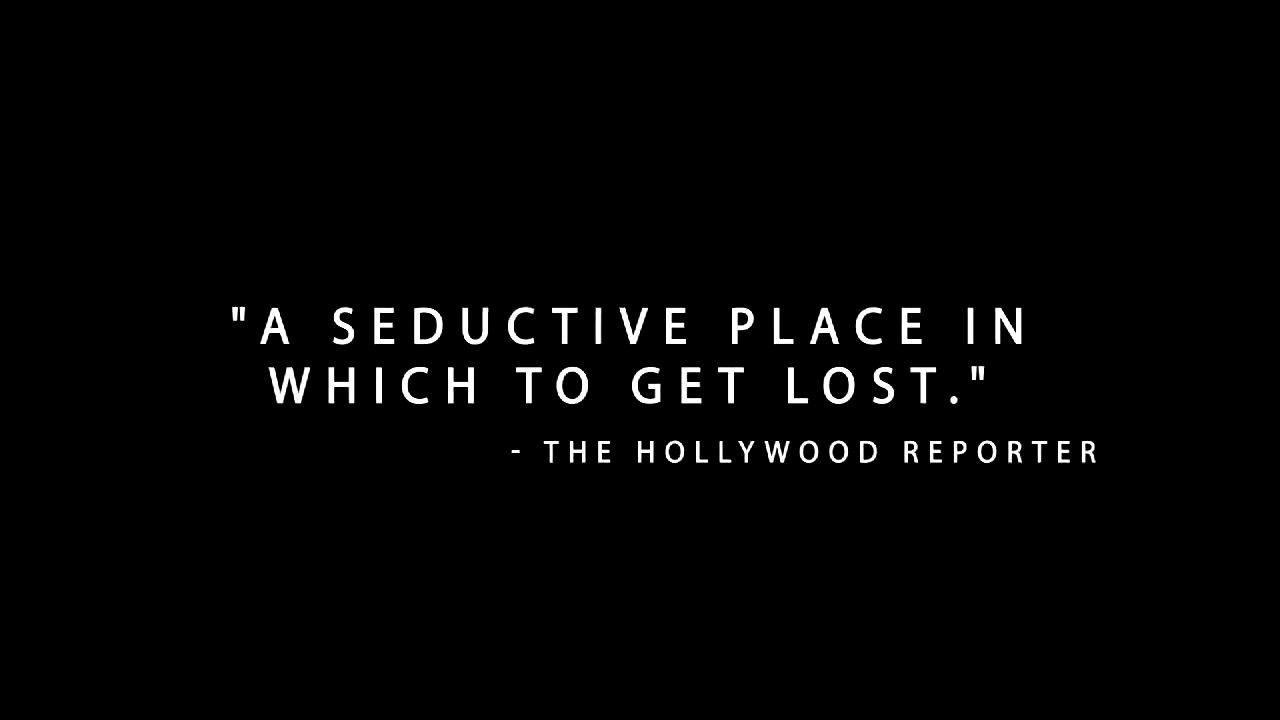 "A SEDUCTIVE PLACE IN
WHICH TO GET LOST."
- THE HOLLYWOOD REPORTER